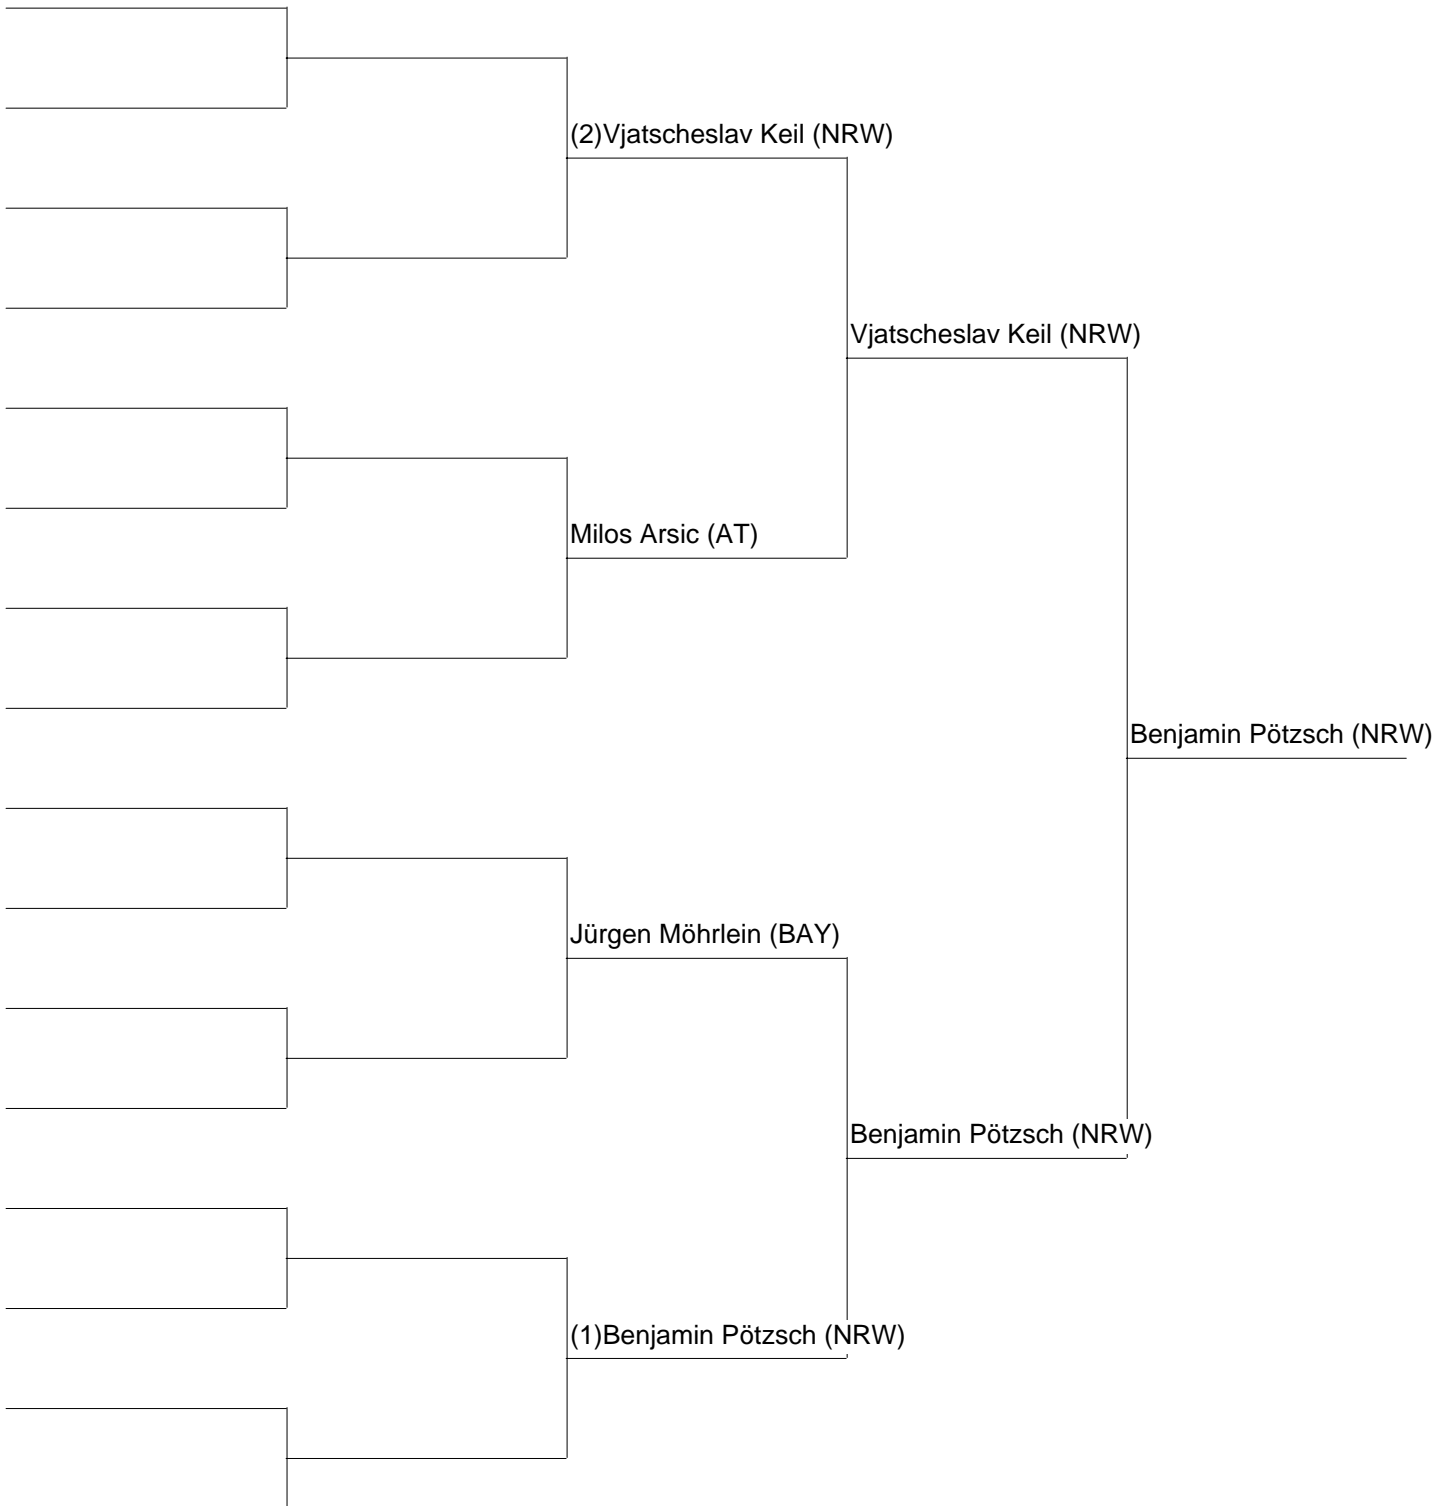 (2)Vjatscheslav Keil (NRW)
Vjatscheslav Keil (NRW)
Milos Arsic (AT)
Benjamin Pötzsch (NRW)
Jürgen Möhrlein (BAY)
Benjamin Pötzsch (NRW)
(1)Benjamin Pötzsch (NRW)